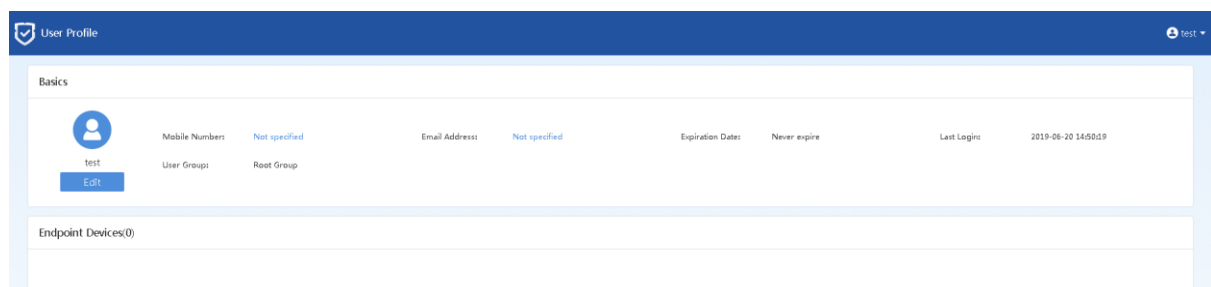 User Profile
test
Basics
Mobile Number: Not specified Email Address: Not specified Expiration Date: Never expire Last Login: 2019-06-20 14:50:19
test User Group: Root Group
Edit
Endpoint Devices(0)